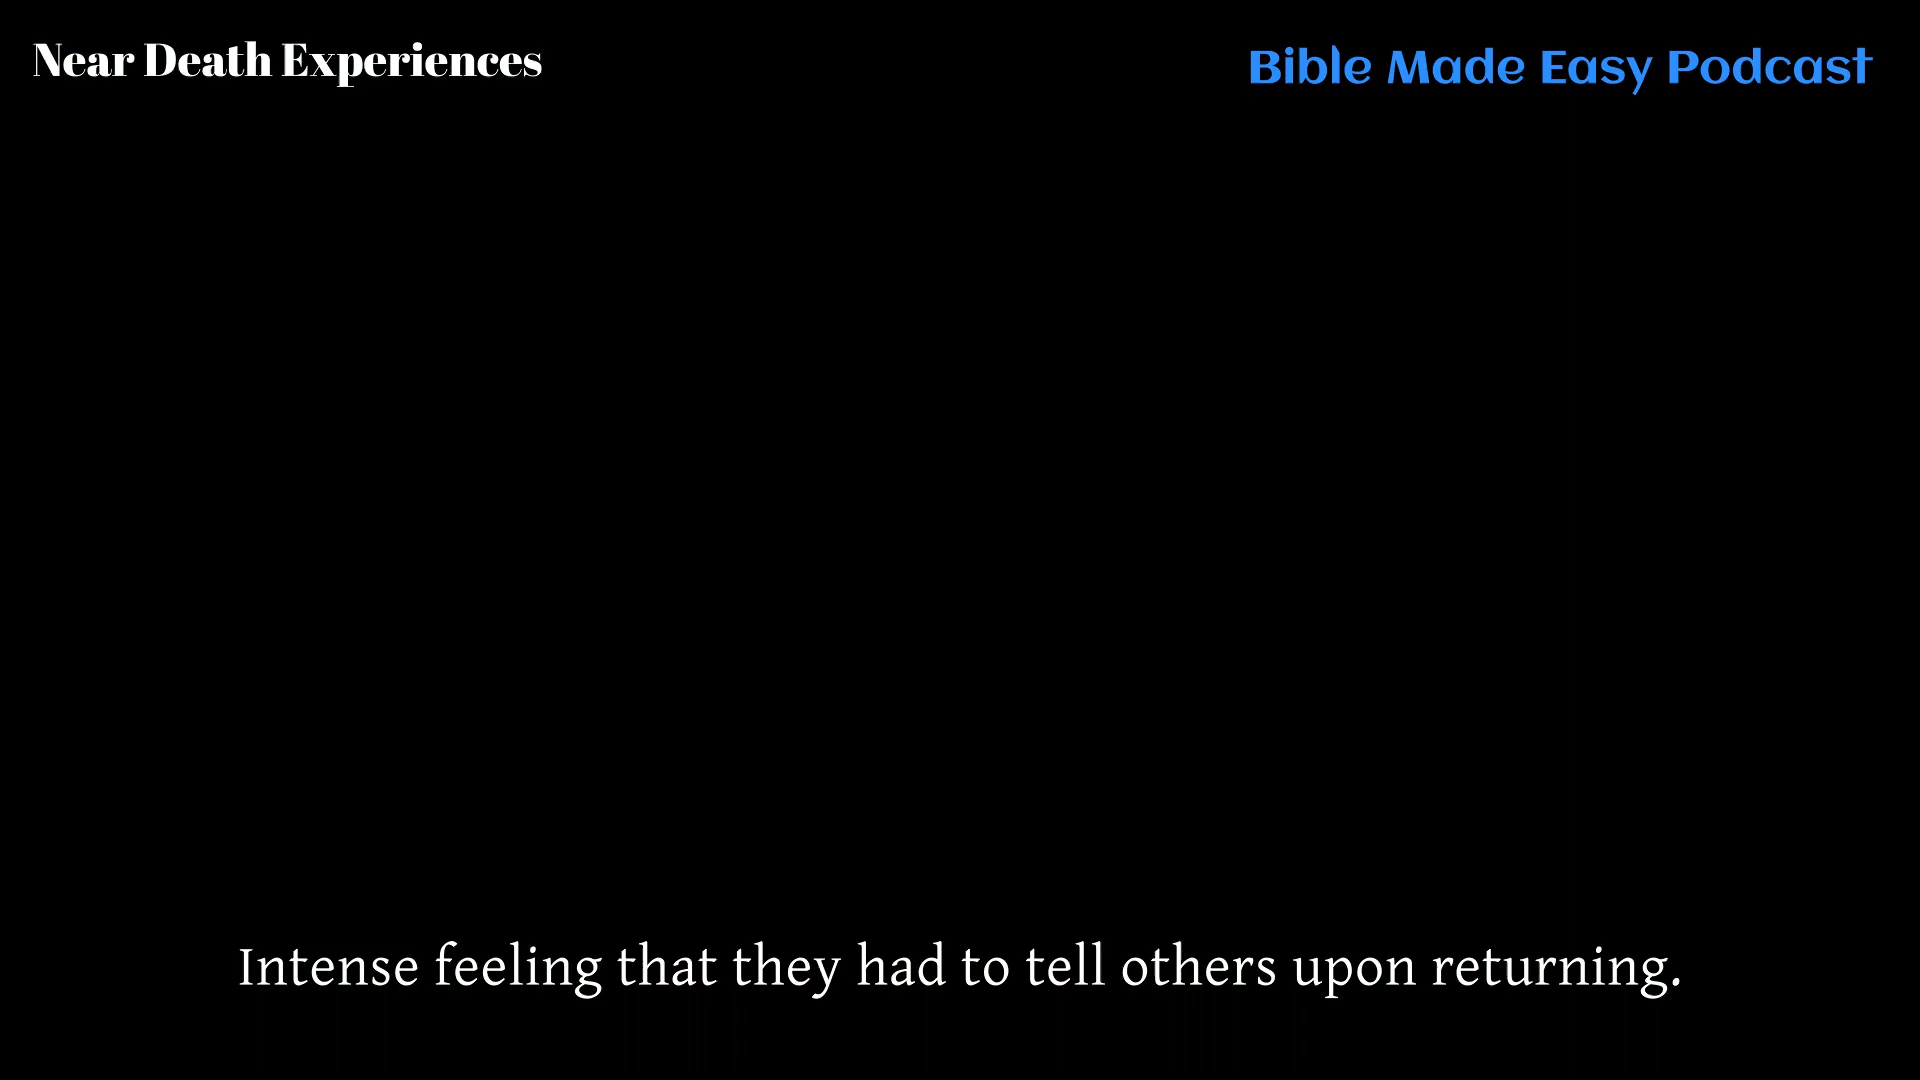 Near Death Experiences
Bible Made Easy Podcast
Intense feeling that they had to tell others upon returning.